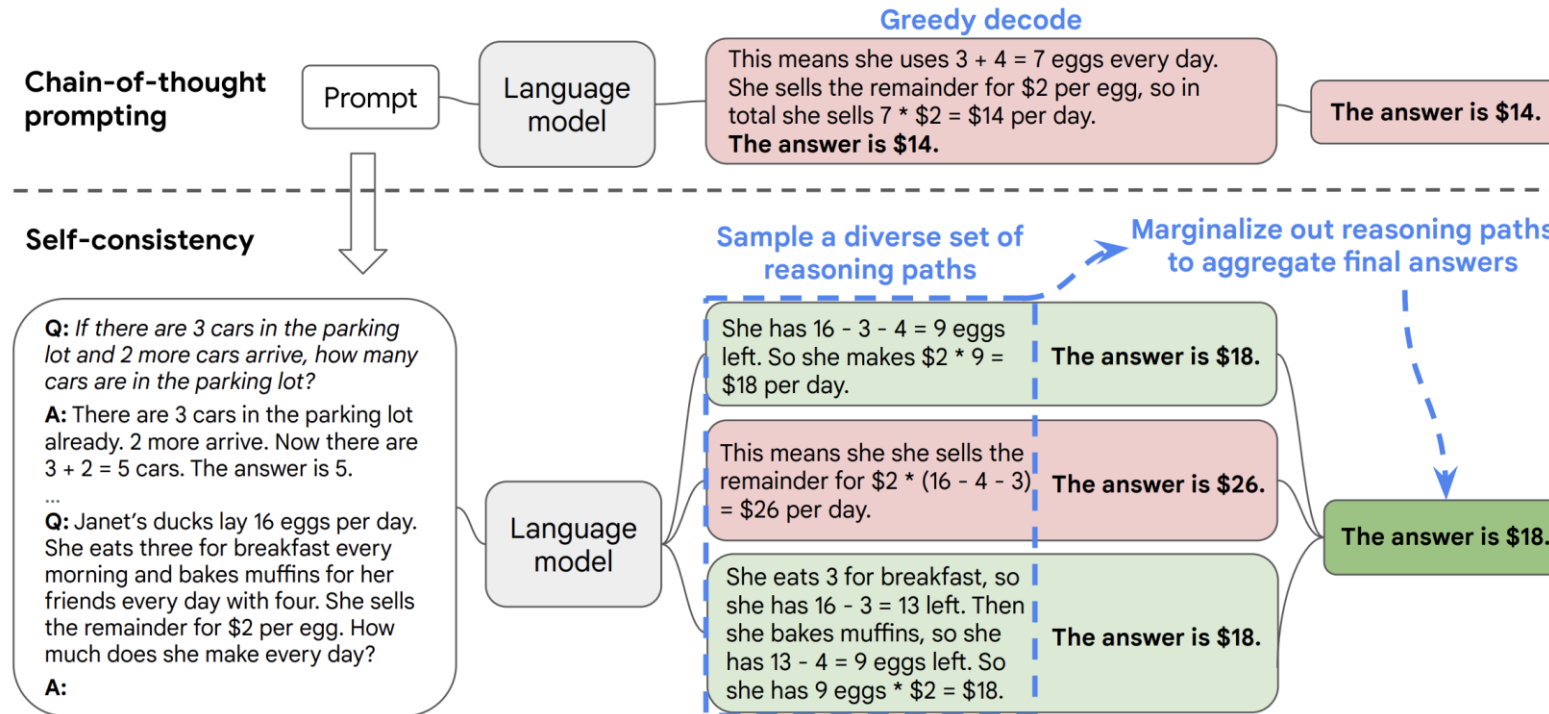 Greedy decode
Chain-of-thought
prompting
Prompt
Language
model
This means she uses 3 + 4 = 7 eggs every day.
She sells the remainder for $2 per egg, so in
total she sells 7 * $2 = $14 per day.
The answer is $14.
The answer is $14.
Self-consistency
Sample a diverse set of
reasoning paths
Marginalize out reasoning paths
to aggregate final answers
Q: If there are 3 cars in the parking
lot and 2 more cars arrive, how many
cars are in the parking lot?
A: There are 3 cars in the parking lot
already. 2 more arrive. Now there are
3 + 2 = 5 cars. The answer is 5.
...
Q: Janet's ducks lay 16 eggs per day.
She eats three for breakfast every
morning and bakes muffins for her
friends every day with four. She sells
the remainder for $2 per egg. How
much does she make every day?
A:
Language
model
She has 16 - 3 - 4 = 9 eggs
left. So she makes $2 * 9 =
$18 per day.
The answer is $18.
This means she she sells the
remainder for $2 * (16 - 4 - 3)
= $26 per day.
The answer is $26.
She eats 3 for breakfast, so
she has 16 - 3 = 13 left. Then
she bakes muffins, so she
has 13 - 4 = 9 eggs left. So
she has 9 eggs * $2 = $18.
The answer is $18.
The answer is $18.